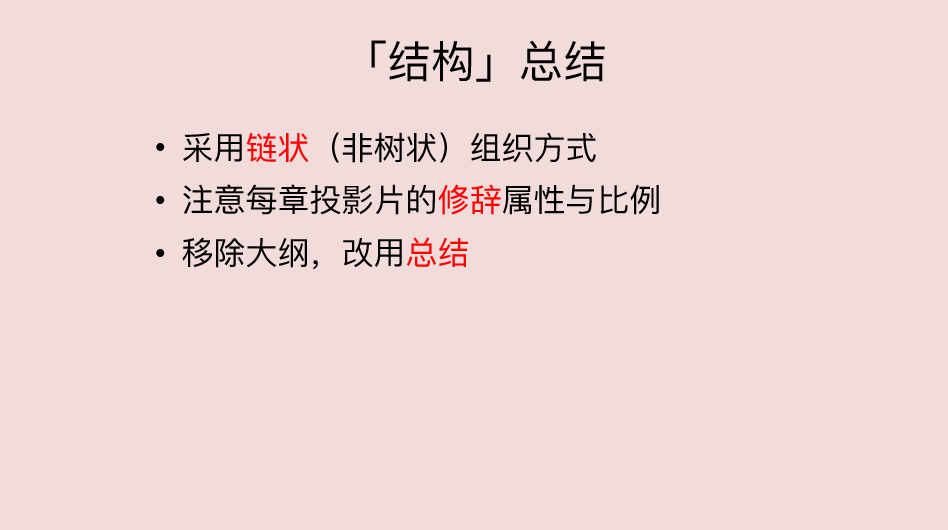 「结构」总结
• 采用链状（非树状）组织方式
• 注意每章投影片的修辞属性与比例
• 移除大纲，改用总结